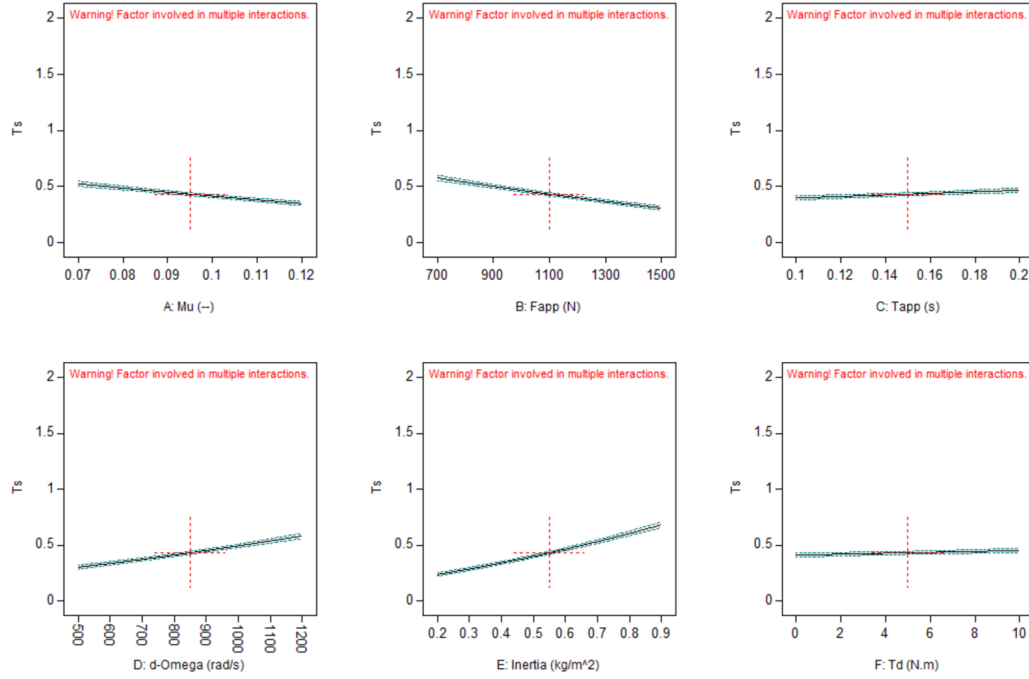 Warning! Factor involved in multiple interactions.
2
1.5
1
0.5
0
Ts
0.07 0.08 0.09 0.1 0.11 0.12
A: Mu (--)
Warning! Factor involved in multiple interactions.
2
1.5
1
0.5
0
Ts
700 900 1100 1300 1500
B: Fapp (N)
Warning! Factor involved in multiple interactions.
2
1.5
1
0.5
0
Ts
0.1 0.12 0.14 0.16 0.18 0.2
C: Tapp (s)
Warning! Factor involved in multiple interactions.
2
1.5
1
0.5
0
Ts
500 600 700 800 900 1000 1100 1200
D: d-Omega (rad/s)
Warning! Factor involved in multiple interactions.
2
1.5
1
0.5
0
Ts
0.2 0.3 0.4 0.5 0.6 0.7 0.8 0.9
E: Inertia (kg/m^2)
Warning! Factor involved in multiple interactions.
2
1.5
1
0.5
0
Ts
0 2 4 6 8 10
F: Td (N.m)